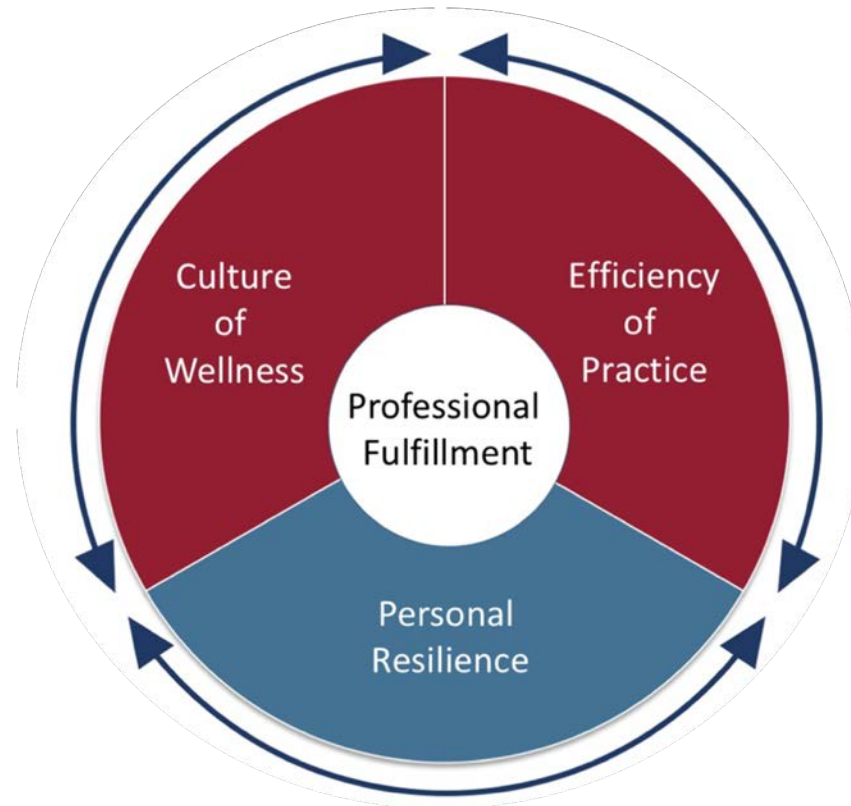 Culture
of
Wellness
Efficiency
of
Practice
Professional
Fulfillment
Personal
Resilience